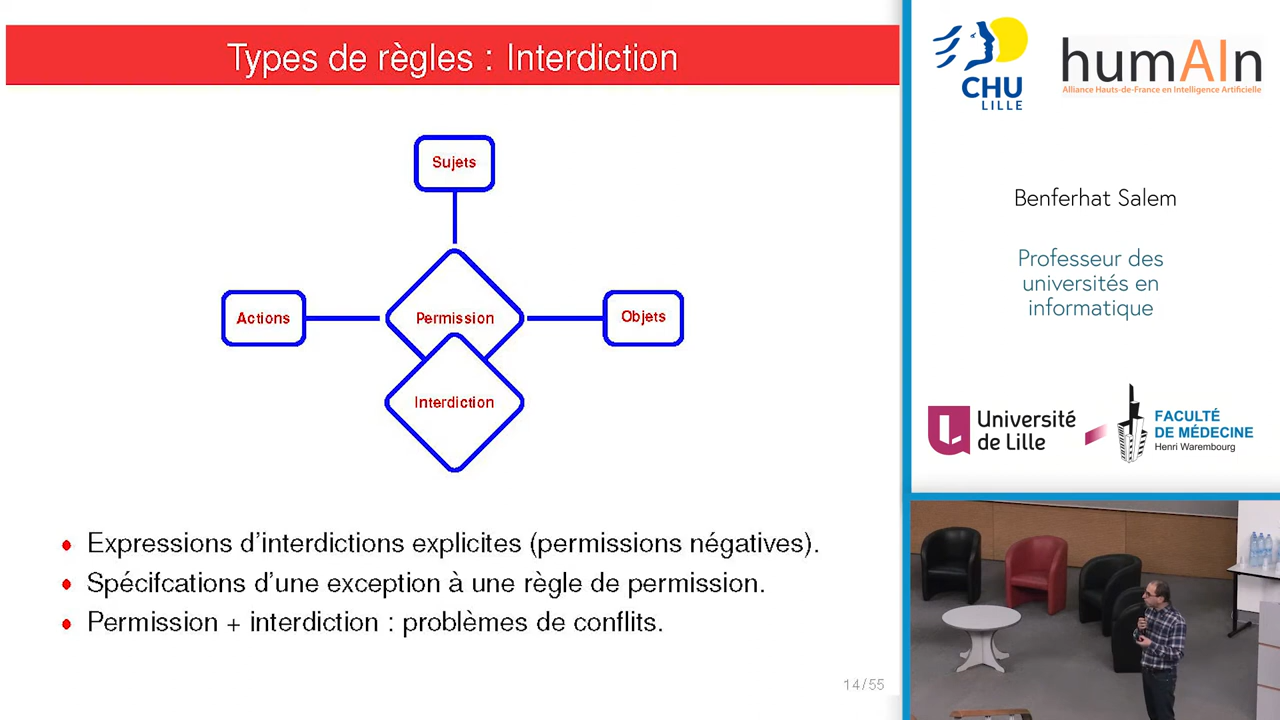 Types de règles : Interdiction
Sujets
Actions
Permission
Objets
Interdiction
• Expressions d'interdictions explicites (permissions négatives).
• Spécifcations d'une exception à une règle de permission.
• Permission + interdiction : problèmes de conflits.
14/55
CHU
LILLE
humAIn
Alliance Hauts-de-France en Intelligence Artificielle
Benferhat Salem
Professeur des
universités en
informatique
Université
de Lille
FACULTÉ
DE MÉDECINE
Henri Warembourg